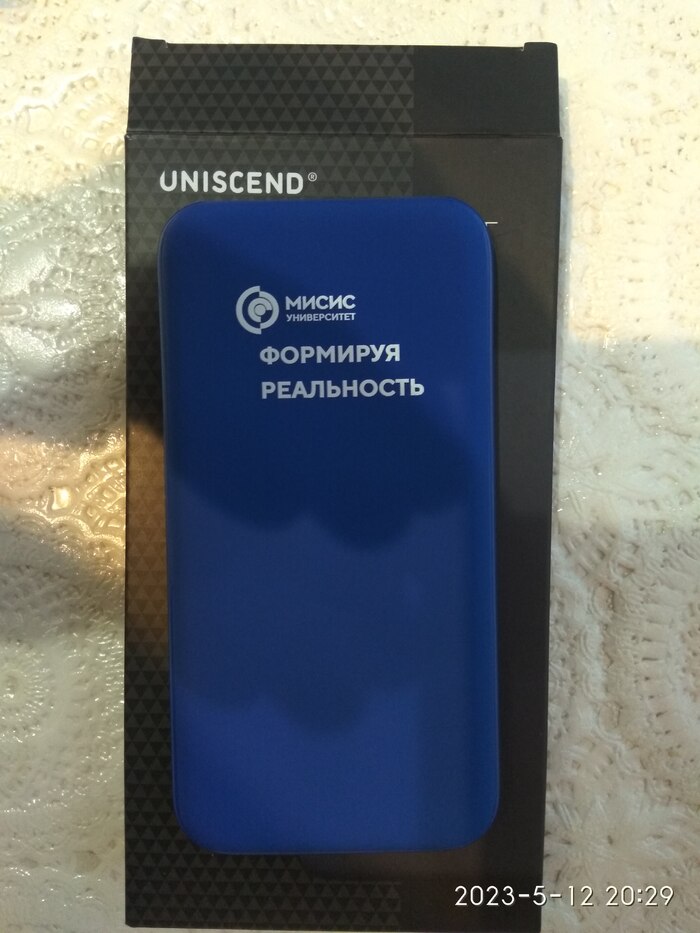 UNISCEND®
МИСИС
УНИВЕРСИТЕТ
ФОРМИРУЯ
РЕАЛЬНОСТЬ
2023-5-12 20:29